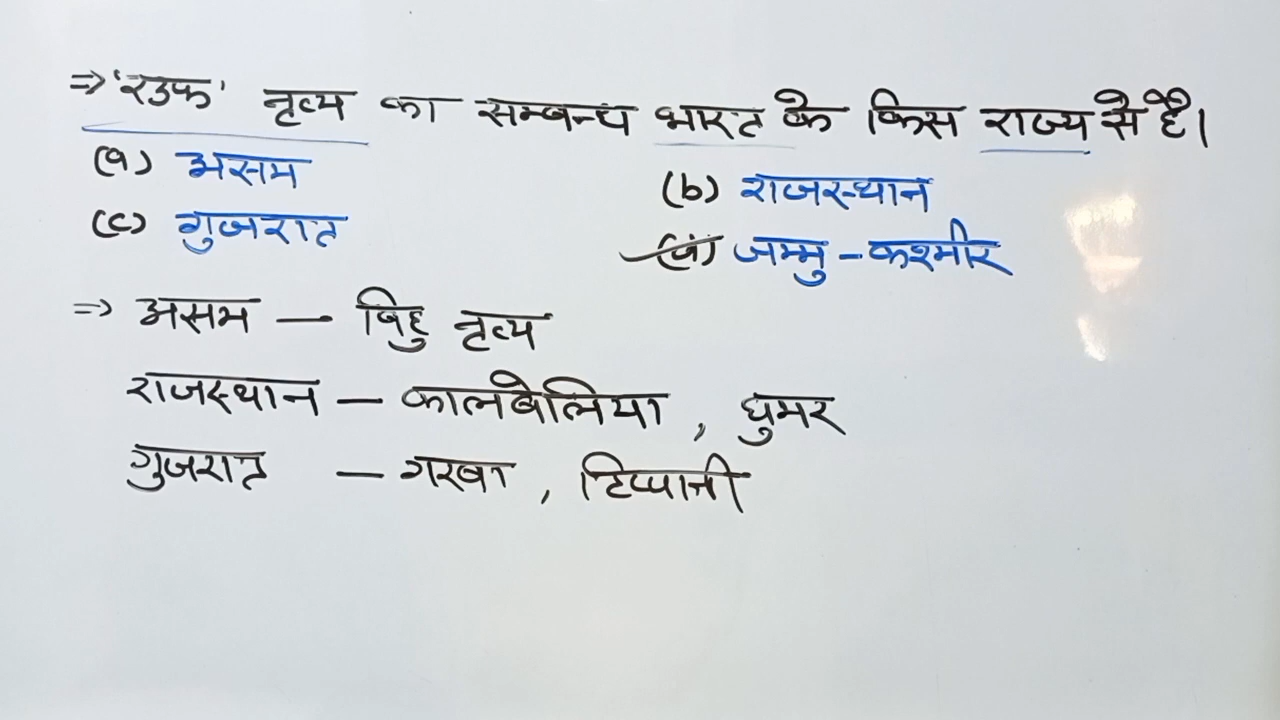 ⇒ 'रउफ' नृत्य का सम्बन्ध भारत के किस राज्य से है।
(a) असम (b) राजस्थान
(c) गुजरात (d) जम्मु - कश्मीर
⇒ असम — बिहु नृत्य
राजस्थान — कालबेलिया , घुमर
गुजरात — गरबा , टिप्पानी